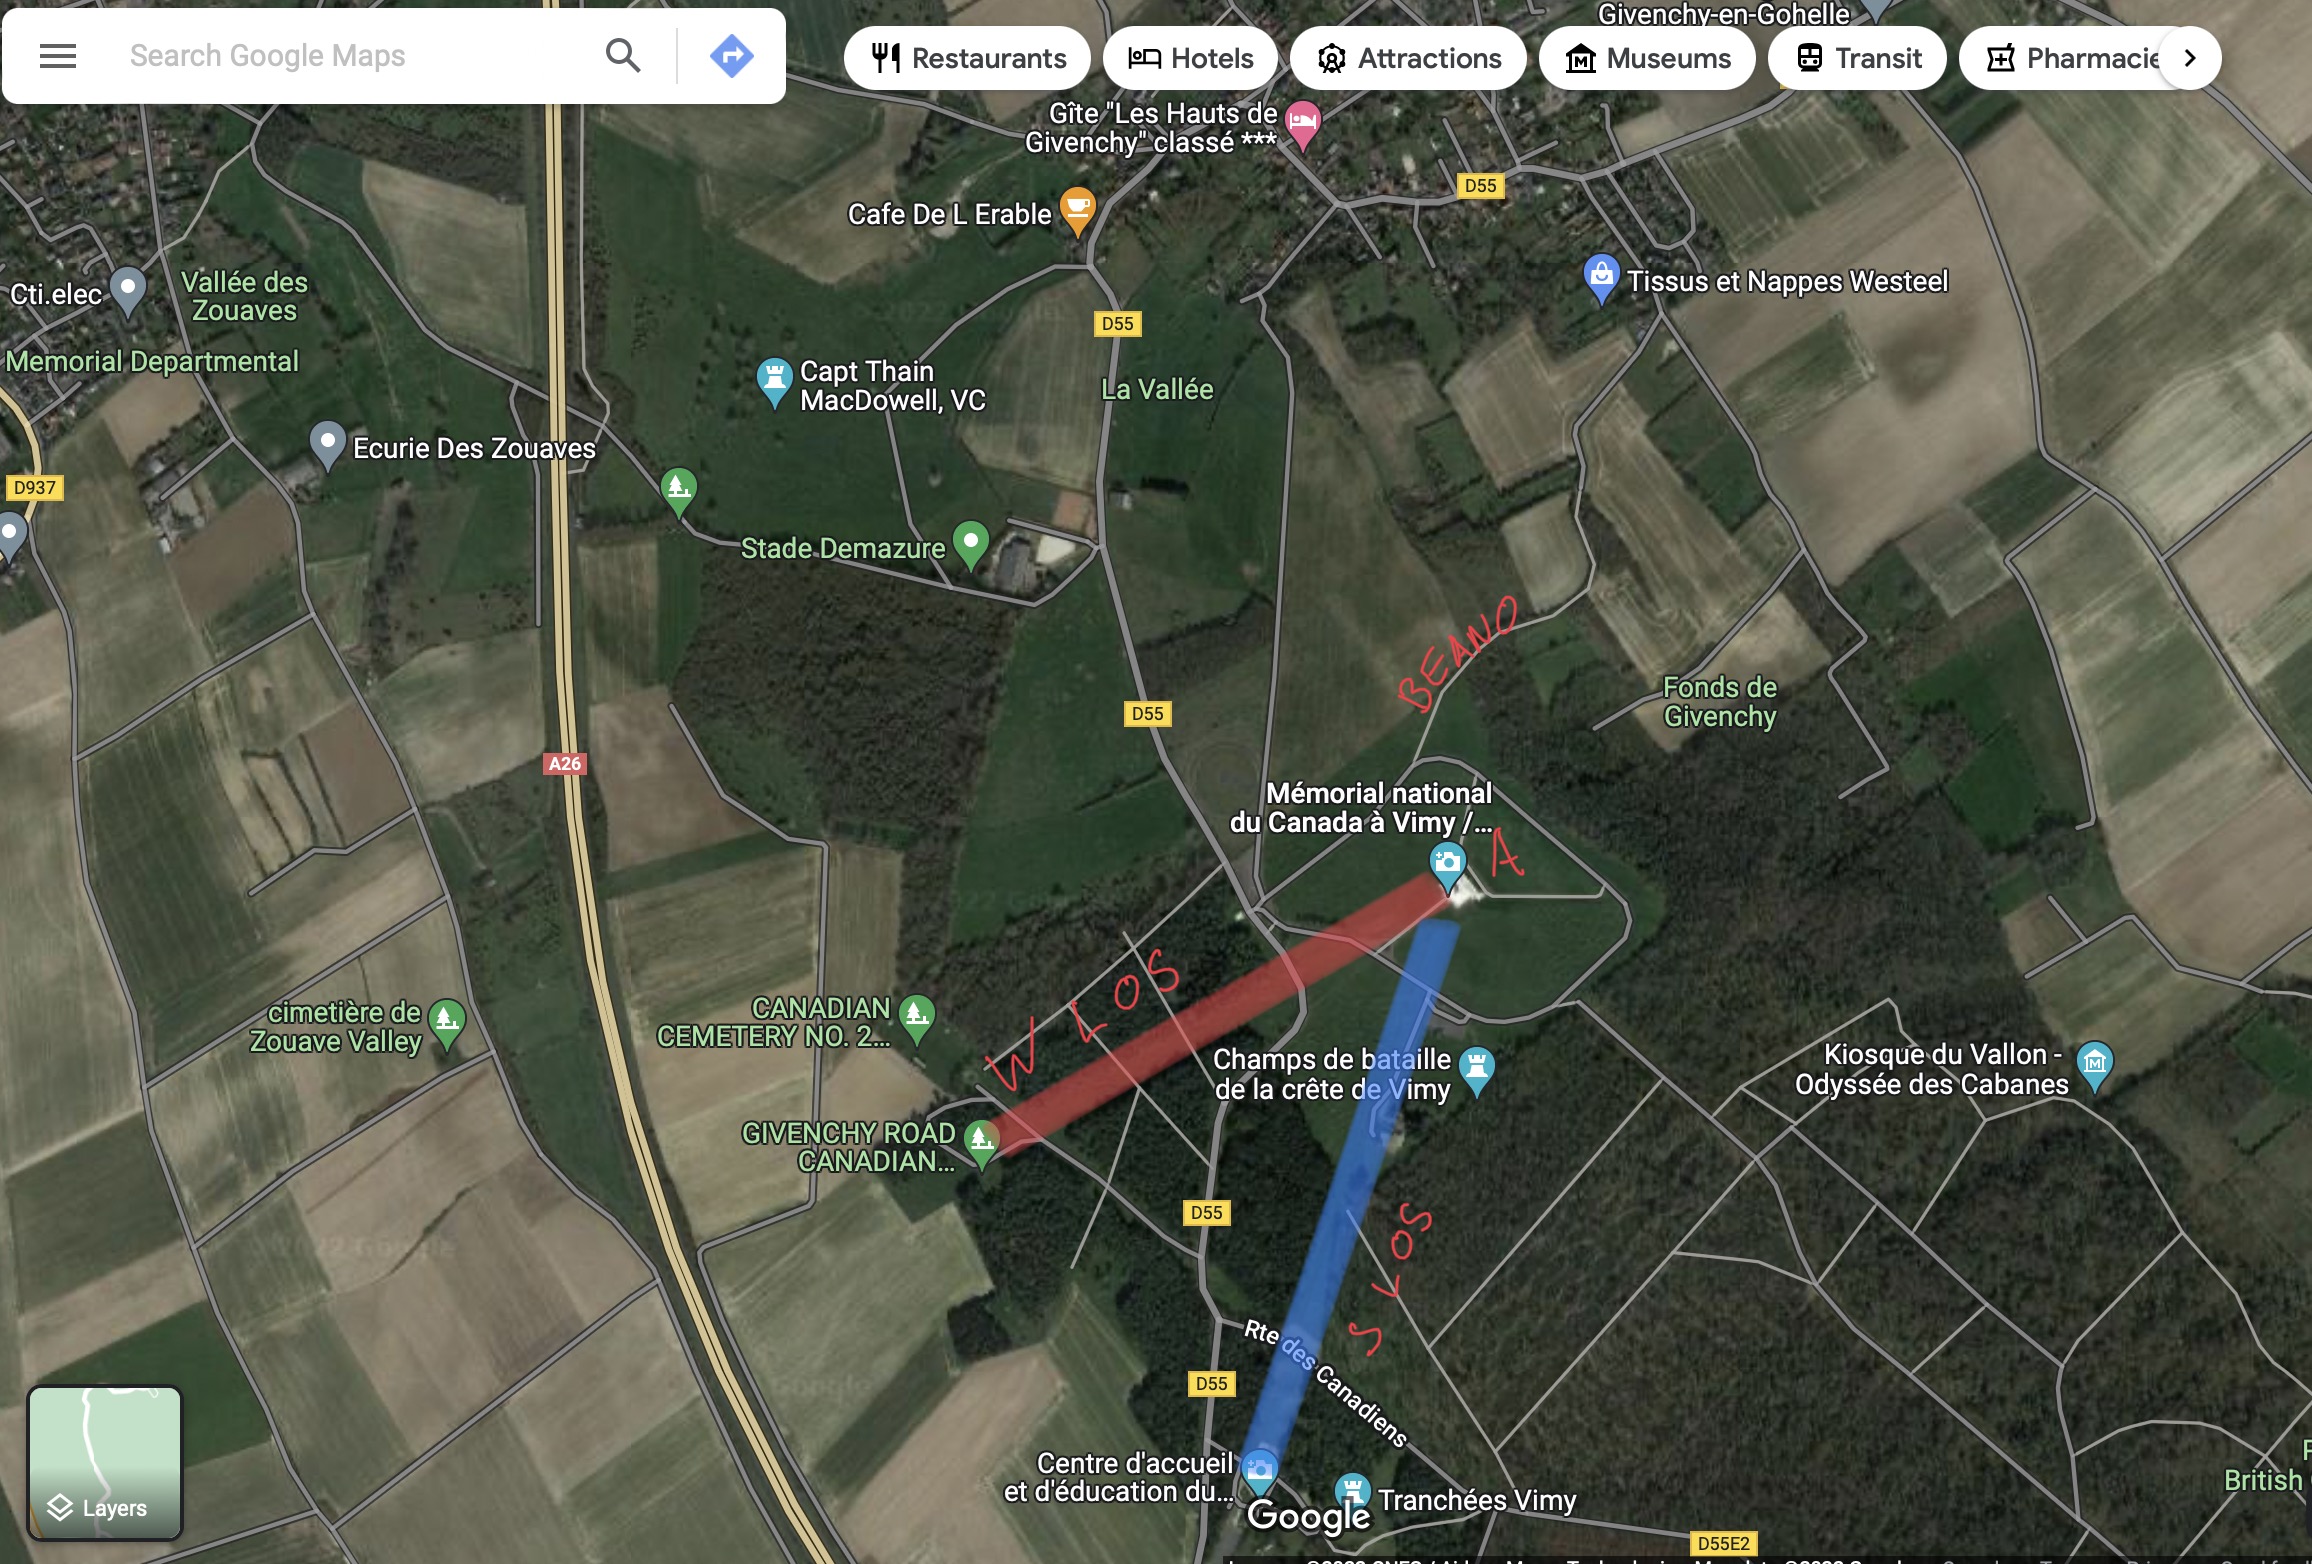 Givenchy-en-Gohelle
Search Google Maps
Restaurants
Hotels
Attractions
Museums
Transit
Pharmacie
Gîte "Les Hauts de
Givenchy" classé ***
D55
Cafe De L Erable
Tissus et Nappes Westeel
Cti.elec
Vallée des
Zouaves
D55
Memorial Departmental
Capt Thain
MacDowell, VC
La Vallée
Ecurie Des Zouaves
D937
Stade Demazure
BEANO
Fonds de
Givenchy
D55
A26
Mémorial national
du Canada à Vimy /...
A
W LOS
cimetière de
Zouave Valley
CANADIAN
CEMETERY NO. 2...
Champs de bataille
de la crête de Vimy
Kiosque du Vallon -
Odyssée des Cabanes
GIVENCHY ROAD
CANADIAN...
D55
S LOS
Rte des Canadiens
D55
Centre d'accueil
et d'éducation du...
Tranchées Vimy
British
Google
Layers
D55E2